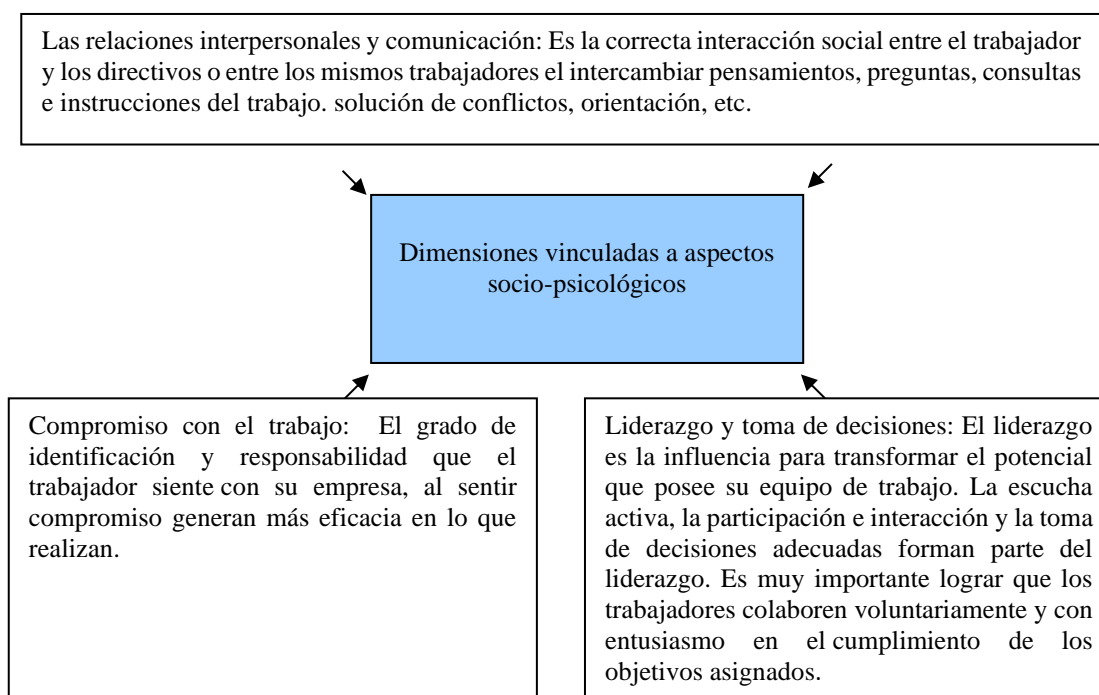 Las relaciones interpersonales y comunicación: Es la correcta interacción social entre el trabajador
y los directivos o entre los mismos trabajadores el intercambiar pensamientos, preguntas, consultas
e instrucciones del trabajo. solución de conflictos, orientación, etc.
Dimensiones vinculadas a aspectos
socio-psicológicos
Compromiso con el trabajo: El grado de
identificación y responsabilidad que el
trabajador siente con su empresa, al sentir
compromiso generan más eficacia en lo que
realizan.
Liderazgo y toma de decisiones: El liderazgo
es la influencia para transformar el potencial
que posee su equipo de trabajo. La escucha
activa, la participación e interacción y la toma
de decisiones adecuadas forman parte del
liderazgo. Es muy importante lograr que los
trabajadores colaboren voluntariamente y con
entusiasmo en el cumplimiento de los
objetivos asignados.